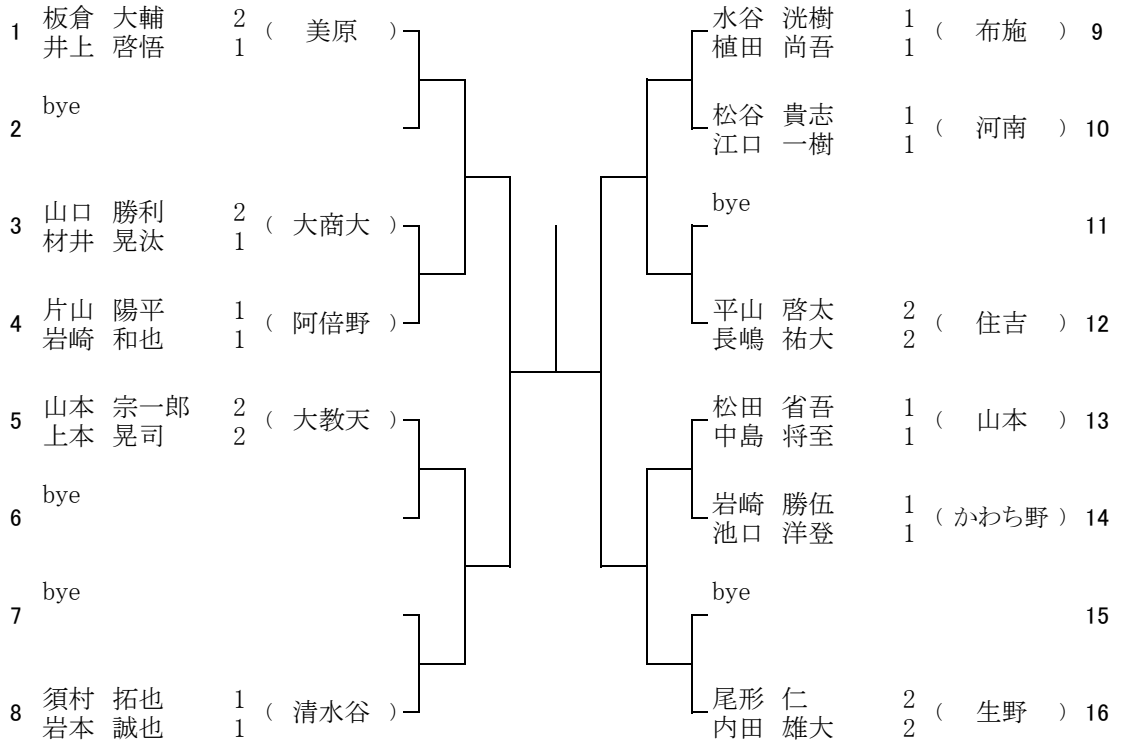 1 板倉 大輔 2 ( 美原 )
井上 啓悟 1
2 bye
3 山口 勝利 2 ( 大商大 )
材井 晃汰 1
4 片山 陽平 1 ( 阿倍野 )
岩崎 和也 1
5 山本 宗一郎 2 ( 大教天 )
上本 晃司 2
6 bye
7 bye
8 須村 拓也 1 ( 清水谷 )
岩本 誠也 1
水谷 洸樹 1 ( 布施 ) 9
植田 尚吾 1
松谷 貴志 1 ( 河南 ) 10
江口 一樹 1
bye 11
平山 啓太 2 ( 住吉 ) 12
長嶋 祐大 2
松田 省吾 1 ( 山本 ) 13
中島 将至 1
岩崎 勝伍 1 ( かわち野 ) 14
池口 洋登 1
bye 15
尾形 仁 2 ( 生野 ) 16
内田 雄大 2